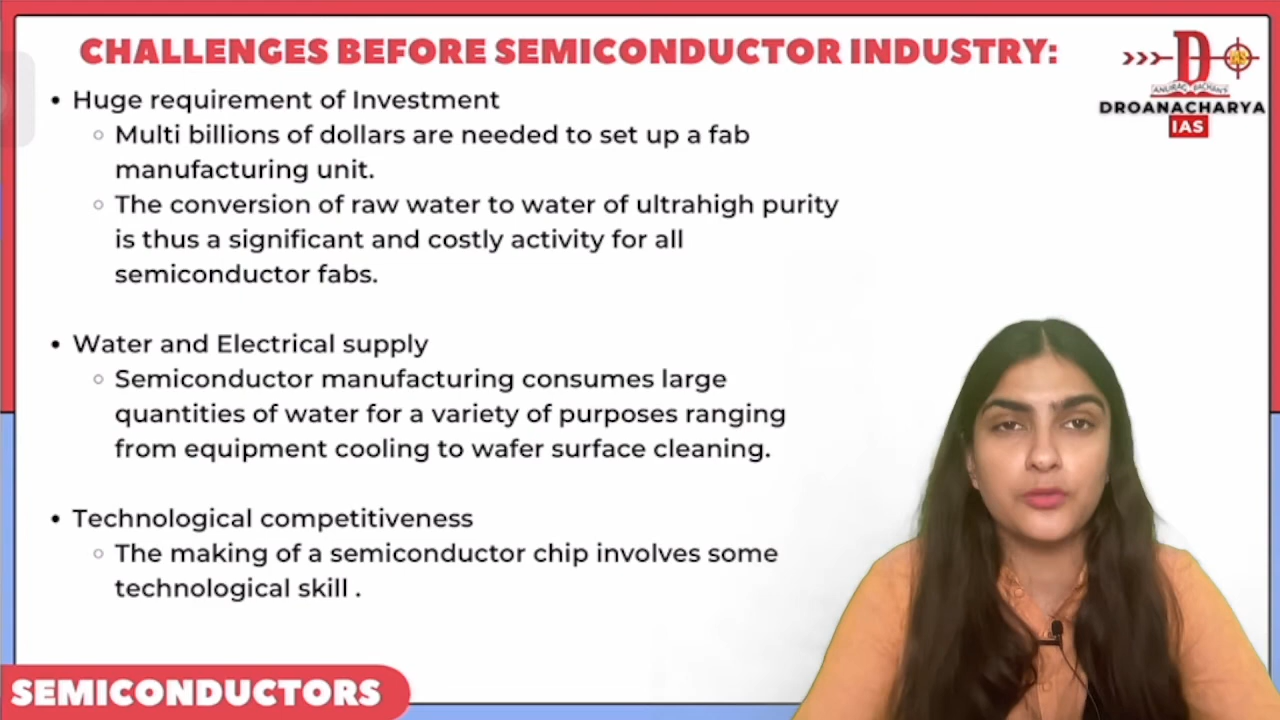 CHALLENGES BEFORE SEMICONDUCTOR INDUSTRY:
• Huge requirement of Investment
○ Multi billions of dollars are needed to set up a fab
manufacturing unit.
○ The conversion of raw water to water of ultrahigh purity
is thus a significant and costly activity for all
semiconductor fabs.
• Water and Electrical supply
○ Semiconductor manufacturing consumes large
quantities of water for a variety of purposes ranging
from equipment cooling to wafer surface cleaning.
• Technological competitiveness
○ The making of a semiconductor chip involves some
technological skill .
D IAS
ANURAG BACHAN'S
DROANACHARYA
IAS
SEMICONDUCTORS